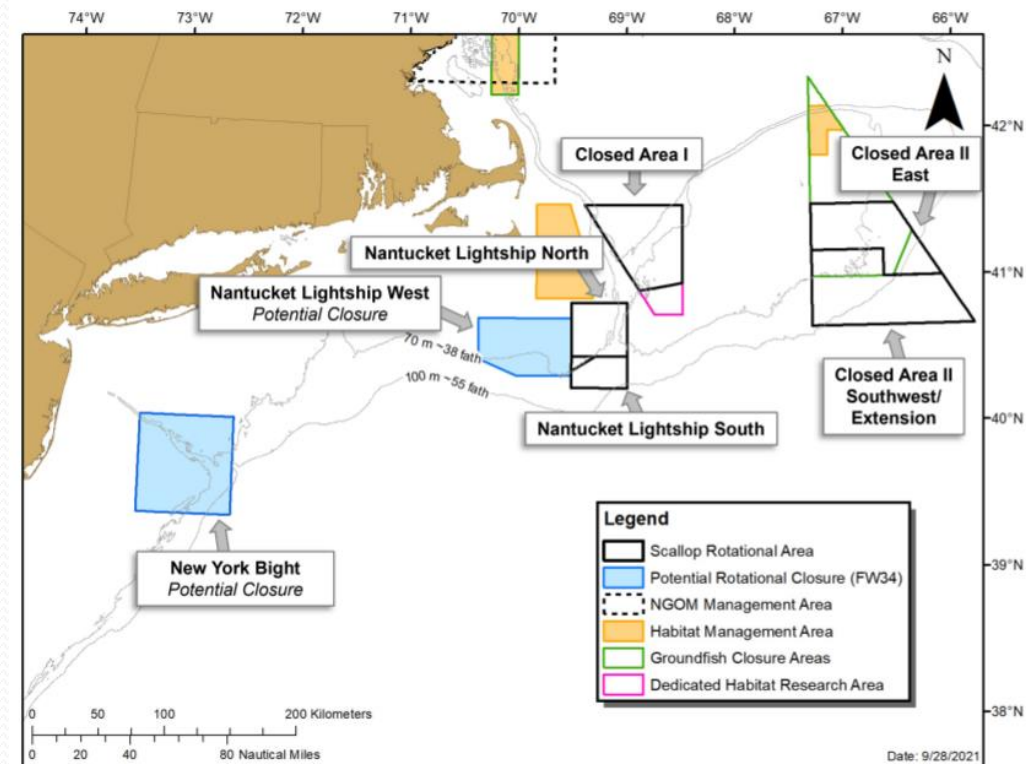 74°W 73°W 72°W 71°W 70°W 69°W 68°W 67°W 66°W
N
42°N
Closed Area I
Closed Area II
East
Nantucket Lightship North
41°N
Nantucket Lightship West
Potential Closure
70 m ~38 fath
100 m ~55 fath
Closed Area II
Southwest/
Extension
Nantucket Lightship South
40°N
New York Bight
Potential Closure
39°N
Legend
Scallop Rotational Area
Potential Rotational Closure (FW34)
NGOM Management Area
Habitat Management Area
Groundfish Closure Areas
Dedicated Habitat Research Area
38°N
0 50 100 200 Kilometers
0 20 40 80 Nautical Miles
Date: 9/28/2021